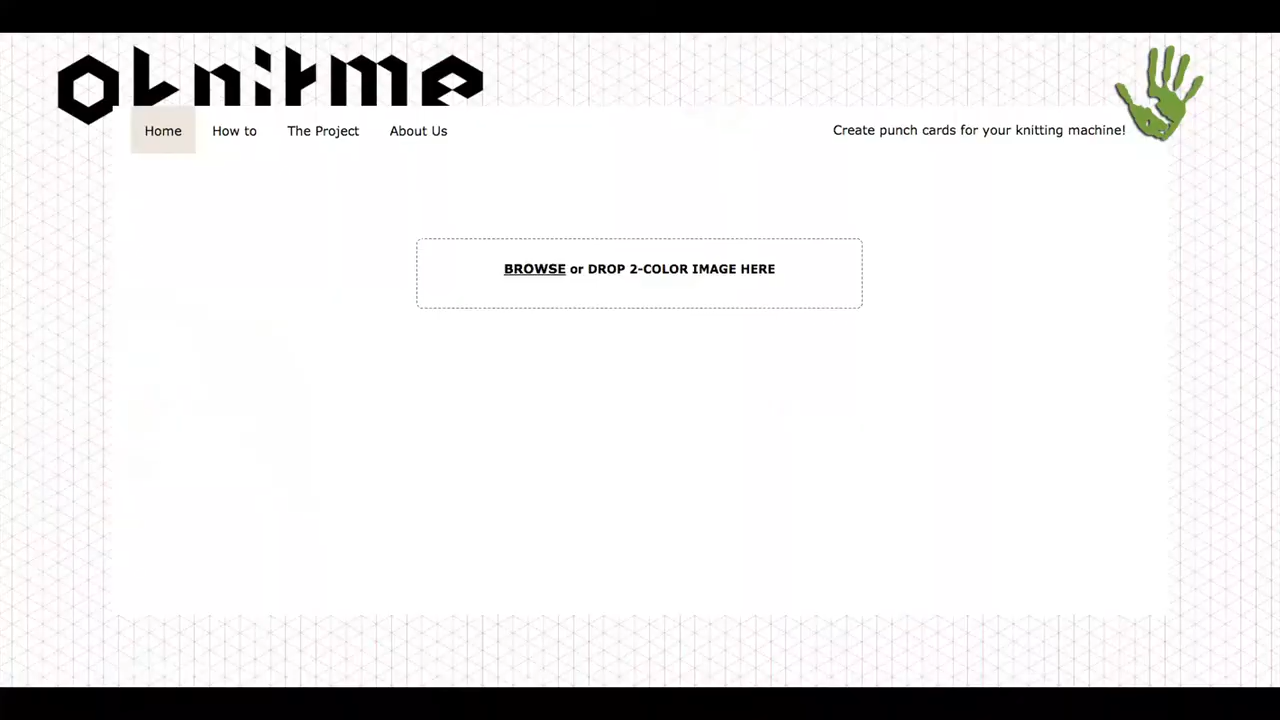 oknitme
Home How to The Project About Us
Create punch cards for your knitting machine!
BROWSE or DROP 2-COLOR IMAGE HERE